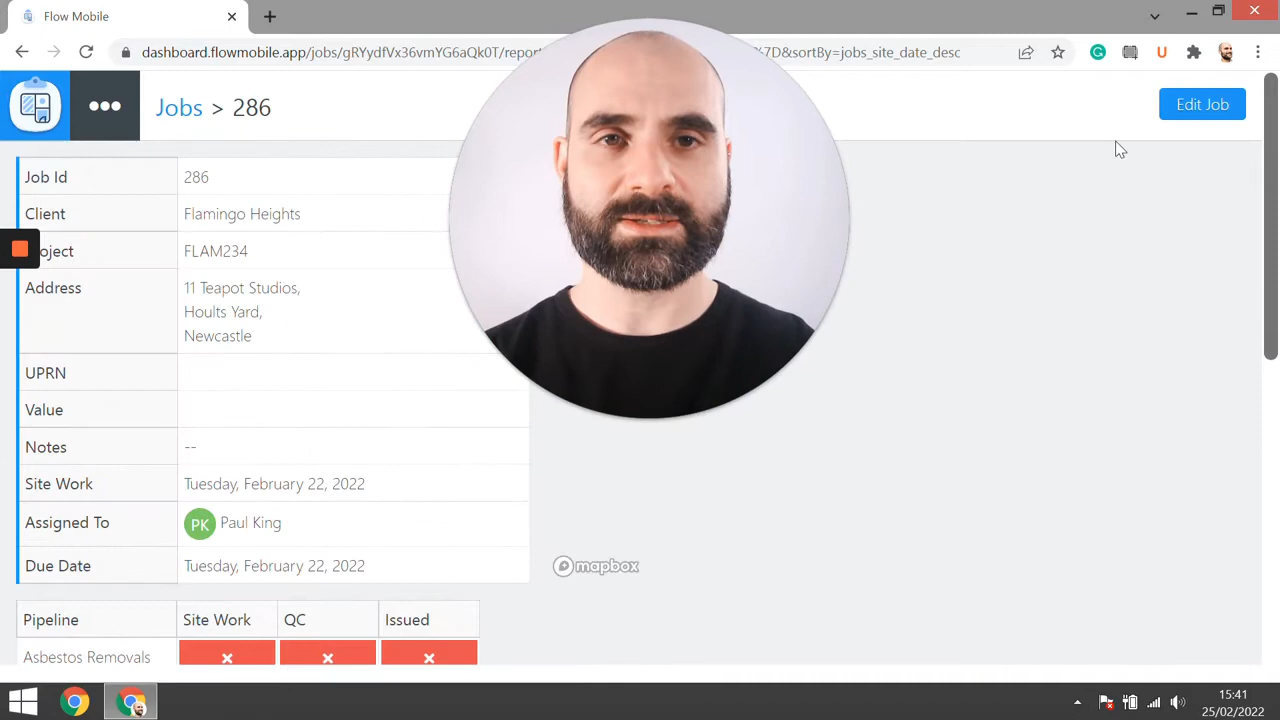 Flow Mobile
dashboard.flowmobile.app/jobs/gRYydfVx36vmYG6aQk0T/repor
%7D&sortBy=jobs_site_date_desc
U
Jobs > 286
Edit Job
Job Id 286
Client Flamingo Heights
oject FLAM234
Address 11 Teapot Studios,
Hoults Yard,
Newcastle
UPRN
Value
Notes --
Site Work Tuesday, February 22, 2022
Assigned To PK Paul King
Due Date Tuesday, February 22, 2022
mapbox
Pipeline Site Work QC Issued
Asbestos Removals
15:41
25/02/2022